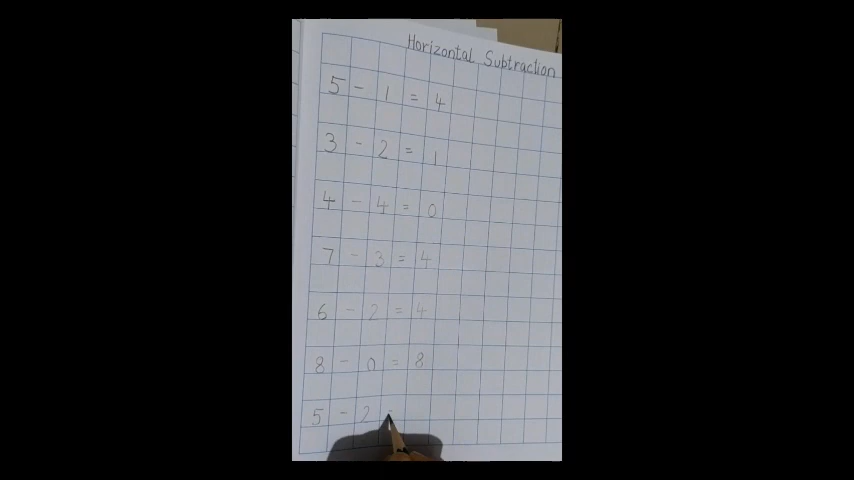 Horizontal Subtraction
5 - 1 = 4
3 - 2 = 1
4 - 4 = 0
7 - 3 = 4
6 - 2 = 4
8 - 0 = 8
5 - 2